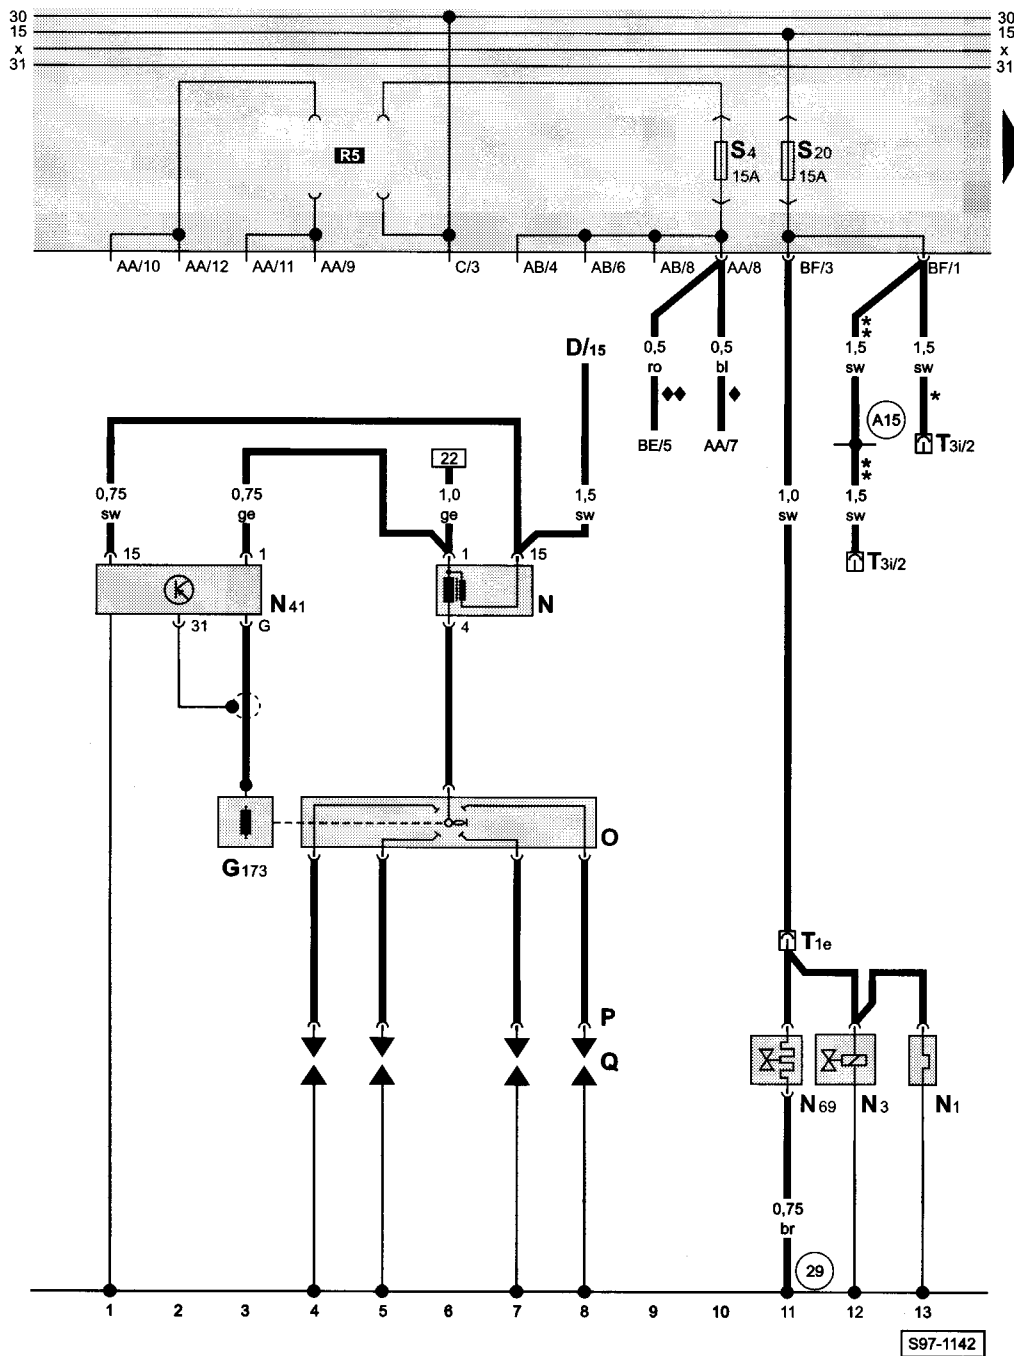 30 30
15 15
x x
31 31
R5
S4
15A
S20
15A
AA/10 AA/12 AA/11 AA/9 C/3 AB/4 AB/6 AB/8 AA/8 BF/3 BF/1
D/15
0,5
ro
0,5
bl
1,5
sw
**
1,5
sw
*
BE/5 AA/7
A15
T3i/2
22
0,75
sw
0,75
ge
1,0
ge
1,5
sw
1,0
sw
**
1,5
sw
T3i/2
15 1 1 15
N41
N
31 G 4
O
G173
T1e
P
Q
N69 N3 N1
0,75
br
29
1 2 3 4 5 6 7 8 9 10 11 12 13
S97-1142